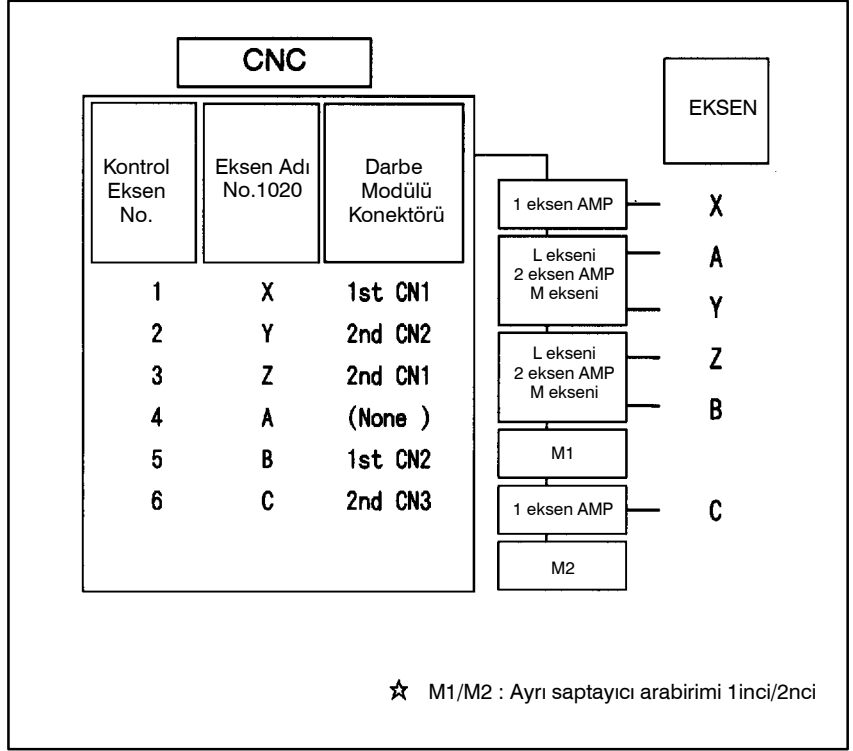 CNC
Kontrol
Eksen
No.
Eksen Adı
No.1020
Darbe
Modülü
Konektörü
1 X 1st CN1
2 Y 2nd CN2
3 Z 2nd CN1
4 A (None )
5 B 1st CN2
6 C 2nd CN3
EKSEN
1 eksen AMP
X
L ekseni
2 eksen AMP
M ekseni
A
Y
L ekseni
2 eksen AMP
M ekseni
Z
B
M1
1 eksen AMP
C
M2
☆ M1/M2 : Ayrı saptayıcı arabirimi 1inci/2nci